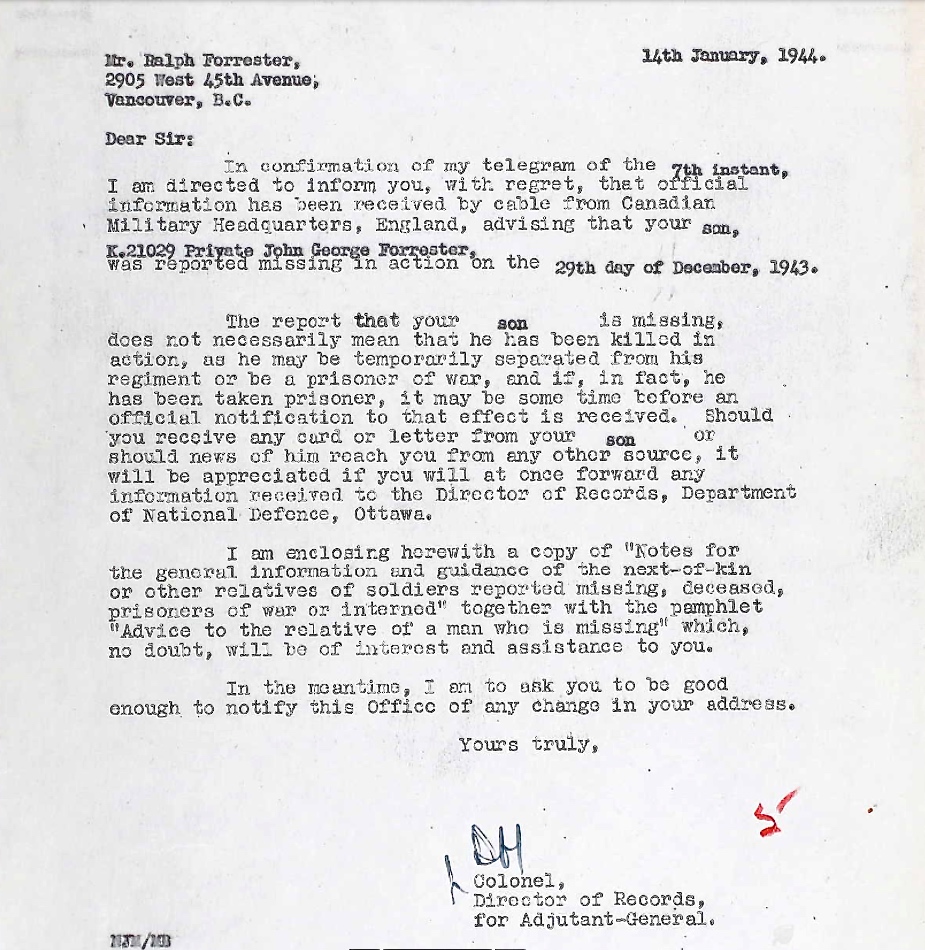 Mr. Ralph Forrester, 14th January, 1944.
2905 West 45th Avenue,
Vancouver, B.C.
Dear Sir:
In confirmation of my telegram of the 7th instant,
I am directed to inform you, with regret, that official
information has been received by cable from Canadian
Military Headquarters, England, advising that your son,
K.21029 Private John George Forrester,
was reported missing in action on the 29th day of December, 1943.
The report that your son is missing,
does not necessarily mean that he has been killed in
action, as he may be temporarily separated from his
regiment or be a prisoner of war, and if, in fact, he
has been taken prisoner, it may be some time before an
official notification to that effect is received. Should
you receive any card or letter from your son or
should news of him reach you from any other source, it
will be appreciated if you will at once forward any
information received to the Director of Records, Department
of National Defence, Ottawa.
I am enclosing herewith a copy of "Notes for
the general information and guidance of the next-of-kin
or other relatives of soldiers reported missing, deceased,
prisoners of war or interned" together with the pamphlet
"Advice to the relative of a man who is missing" which,
no doubt, will be of interest and assistance to you.
In the meantime, I am to ask you to be good
enough to notify this Office of any change in your address.
Yours truly,
Colonel,
Director of Records,
for Adjutant-General.